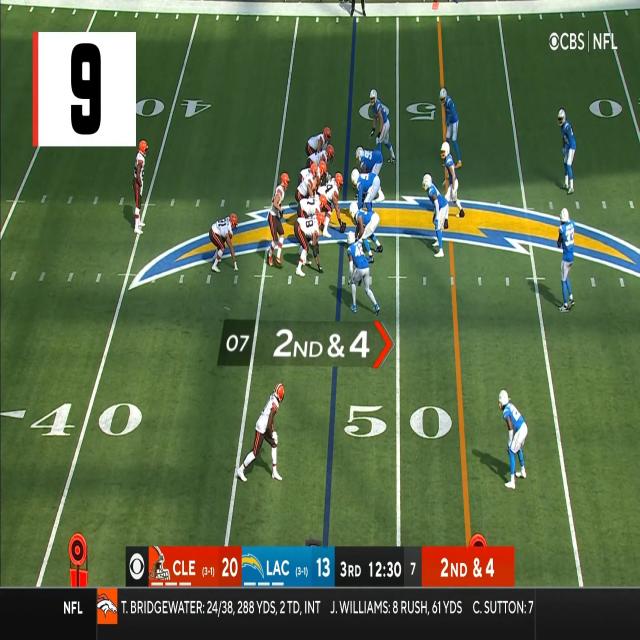 9
CBS | NFL
40
50
0
07 2ND & 4
40
50
CLE (3-1) 20 LAC (3-1) 13 3RD 12:30 7 2ND & 4
NFL T. BRIDGEWATER: 24/38, 288 YDS, 2 TD, INT J. WILLIAMS: 8 RUSH, 61 YDS C. SUTTON: 7